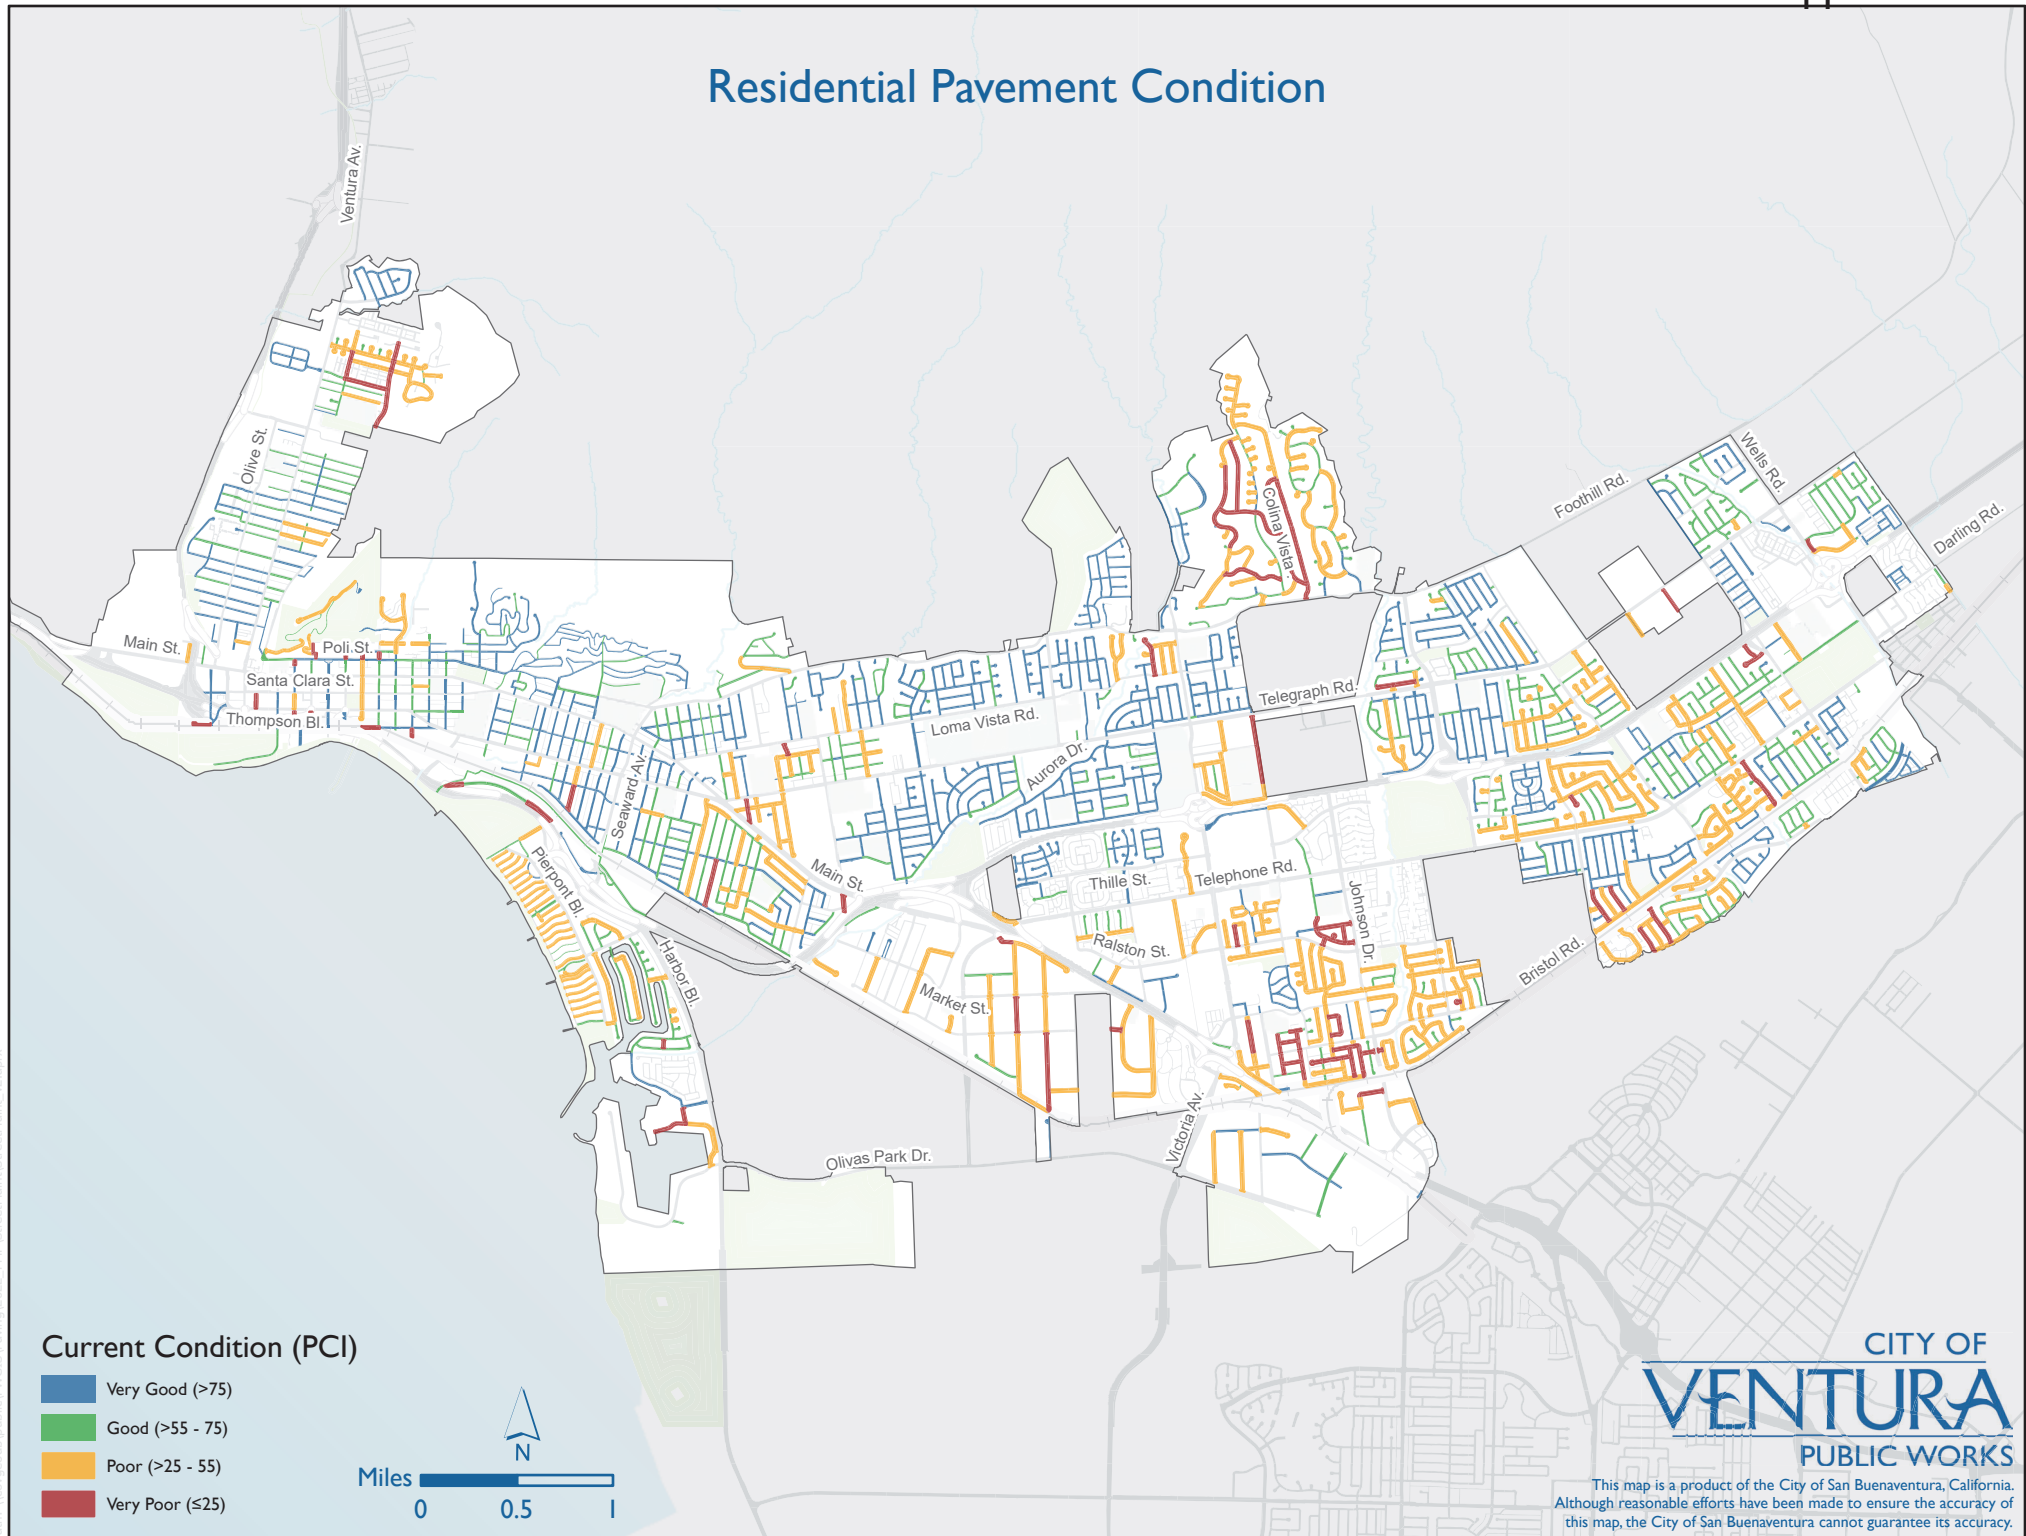 Residential Pavement Condition
Ventura Av.
Olive St.
Main St.
Poli St.
Santa Clara St.
Thompson Bl.
Seaward Av.
Pierpont Bl.
Harbor Bl.
Main St.
Loma Vista Rd.
Aurora Dr.
Telegraph Rd.
Colina Vista
Foothill Rd.
Wells Rd.
Darling Rd.
Thille St.
Telephone Rd.
Johnson Dr.
Ralston St.
Market St.
Bristol Rd.
Victoria Av.
Olivas Park Dr.
Current Condition (PCI)
Very Good (>75)
Good (>55 - 75)
Poor (>25 - 55)
Very Poor (≤25)
N
Miles
0 0.5 1
CITY OF
VENTURA
PUBLIC WORKS
This map is a product of the City of San Buenaventura, California.
Although reasonable efforts have been made to ensure the accuracy of
this map, the City of San Buenaventura cannot guarantee its accuracy.